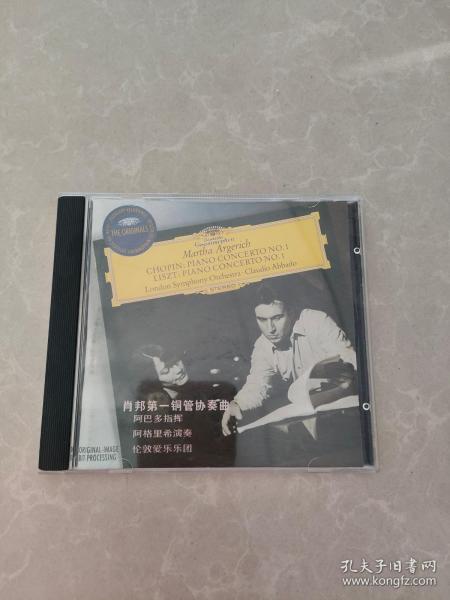 THE ORIGINALS
Deutsche
Grammophon
Martha Argerich
CHOPIN: PIANO CONCERTO NO.1
LISZT: PIANO CONCERTO NO.1
London Symphony Orchestra · Claudio Abbado
STEREO
肖邦第一钢管协奏曲
阿巴多指挥
阿格里希演奏
伦敦爱乐乐团
ORIGINAL-IMAGE
BIT PROCESSING
孔夫子旧书网
www.kongfz.com